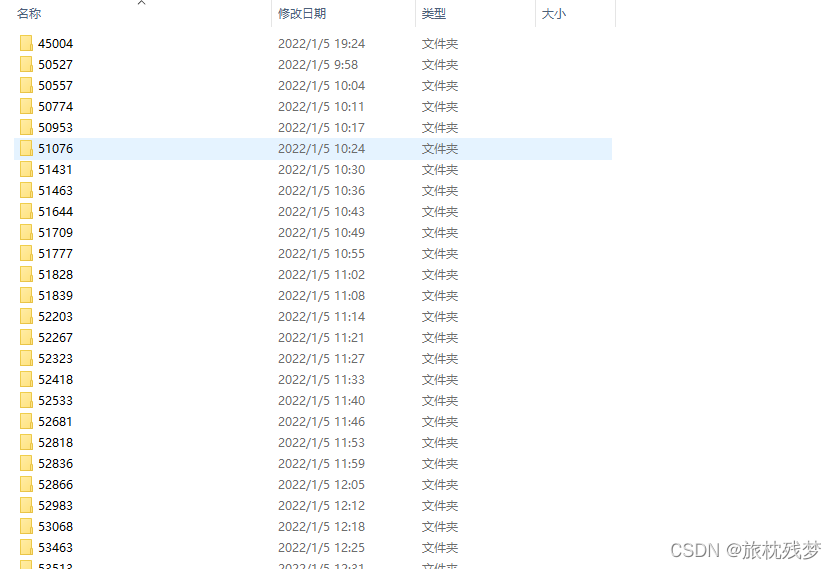 名称 修改日期 类型 大小
45004 2022/1/5 19:24 文件夹
50527 2022/1/5 9:58 文件夹
50557 2022/1/5 10:04 文件夹
50774 2022/1/5 10:11 文件夹
50953 2022/1/5 10:17 文件夹
51076 2022/1/5 10:24 文件夹
51431 2022/1/5 10:30 文件夹
51463 2022/1/5 10:36 文件夹
51644 2022/1/5 10:43 文件夹
51709 2022/1/5 10:49 文件夹
51777 2022/1/5 10:55 文件夹
51828 2022/1/5 11:02 文件夹
51839 2022/1/5 11:08 文件夹
52203 2022/1/5 11:14 文件夹
52267 2022/1/5 11:21 文件夹
52323 2022/1/5 11:27 文件夹
52418 2022/1/5 11:33 文件夹
52533 2022/1/5 11:40 文件夹
52681 2022/1/5 11:46 文件夹
52818 2022/1/5 11:53 文件夹
52836 2022/1/5 11:59 文件夹
52866 2022/1/5 12:05 文件夹
52983 2022/1/5 12:12 文件夹
53068 2022/1/5 12:18 文件夹
53463 2022/1/5 12:25 文件夹
53513 2022/1/5 12:31 文件夹
CSDN @旅枕残梦